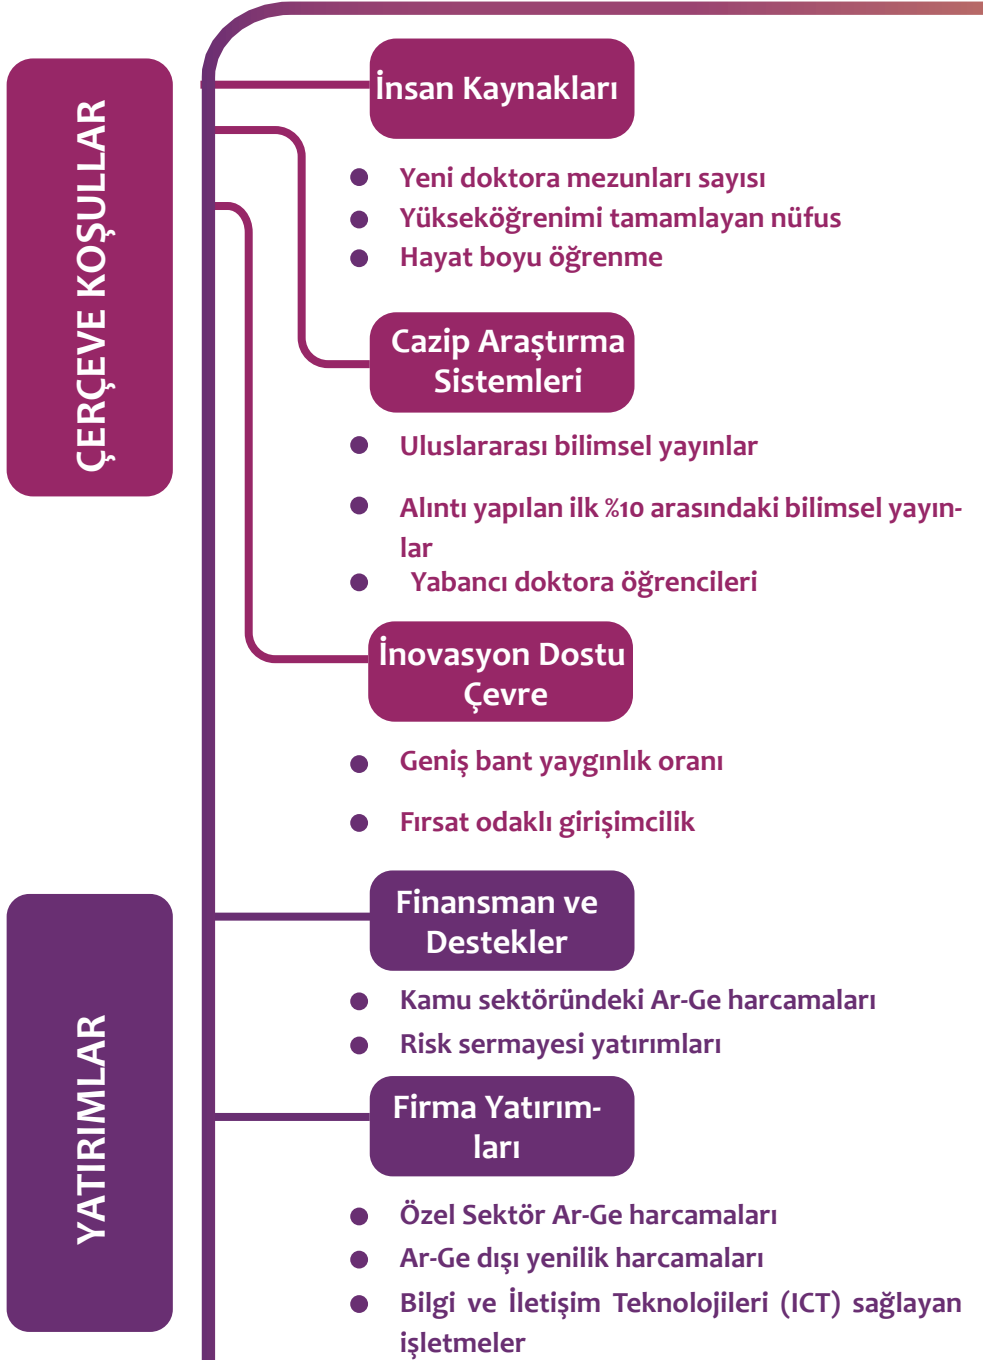 ÇERÇEVE KOŞULLAR
İnsan Kaynakları
Yeni doktora mezunları sayısı
Yükseköğrenimi tamamlayan nüfus
Hayat boyu öğrenme
Cazip Araştırma
Sistemleri
Uluslararası bilimsel yayınlar
Alıntı yapılan ilk %10 arasındaki bilimsel yayın-
lar
Yabancı doktora öğrencileri
İnovasyon Dostu
Çevre
Geniş bant yaygınlık oranı
Fırsat odaklı girişimcilik
YATIRIMLAR
Finansman ve
Destekler
Kamu sektöründeki Ar-Ge harcamaları
Risk sermayesi yatırımları
Firma Yatırım-
ları
Özel Sektör Ar-Ge harcamaları
Ar-Ge dışı yenilik harcamaları
Bilgi ve İletişim Teknolojileri (ICT) sağlayan
işletmeler